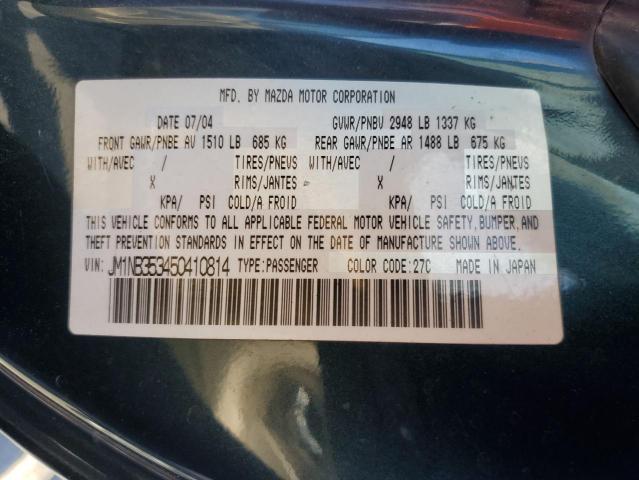 MFD. BY MAZDA MOTOR CORPORATION
DATE 07/04 GVWR/PNBV 2948 LB 1337 KG
FRONT GAWR/PNBE AV 1510 LB 685 KG REAR GAWR/PNBE AR 1488 LB 675 KG
WITH/AVEC / TIRES/PNEUS WITH/AVEC / TIRES/PNEUS
X RIMS/JANTES X RIMS/JANTES
KPA/ PSI COLD/A FROID KPA/ PSI COLD/A FROID
THIS VEHICLE CONFORMS TO ALL APPLICABLE FEDERAL MOTOR VEHICLE SAFETY, BUMPER, AND
THEFT PREVENTION STANDARDS IN EFFECT ON THE DATE OF MANUFACTURE SHOWN ABOVE.
VIN: JM1NB353450410814 TYPE:PASSENGER COLOR CODE:27C MADE IN JAPAN